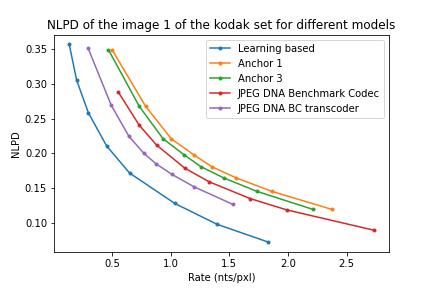 NLPD of the image 1 of the kodak set for different models
Learning based
Anchor 1
Anchor 3
JPEG DNA Benchmark Codec
JPEG DNA BC transcoder
NLPD
0.35
0.30
0.25
0.20
0.15
0.10
0.5 1.0 1.5 2.0 2.5
Rate (nts/pxl)